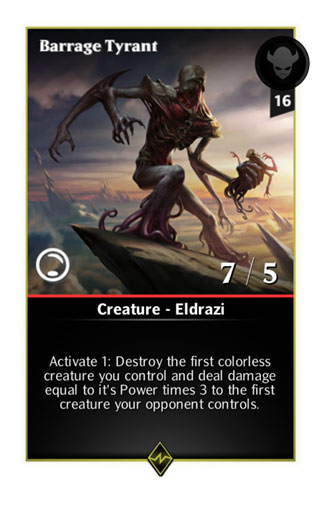 Barrage Tyrant
16
7 / 5
Creature - Eldrazi
Activate 1: Destroy the first colorless
creature you control and deal damage
equal to it's Power times 3 to the first
creature your opponent controls.